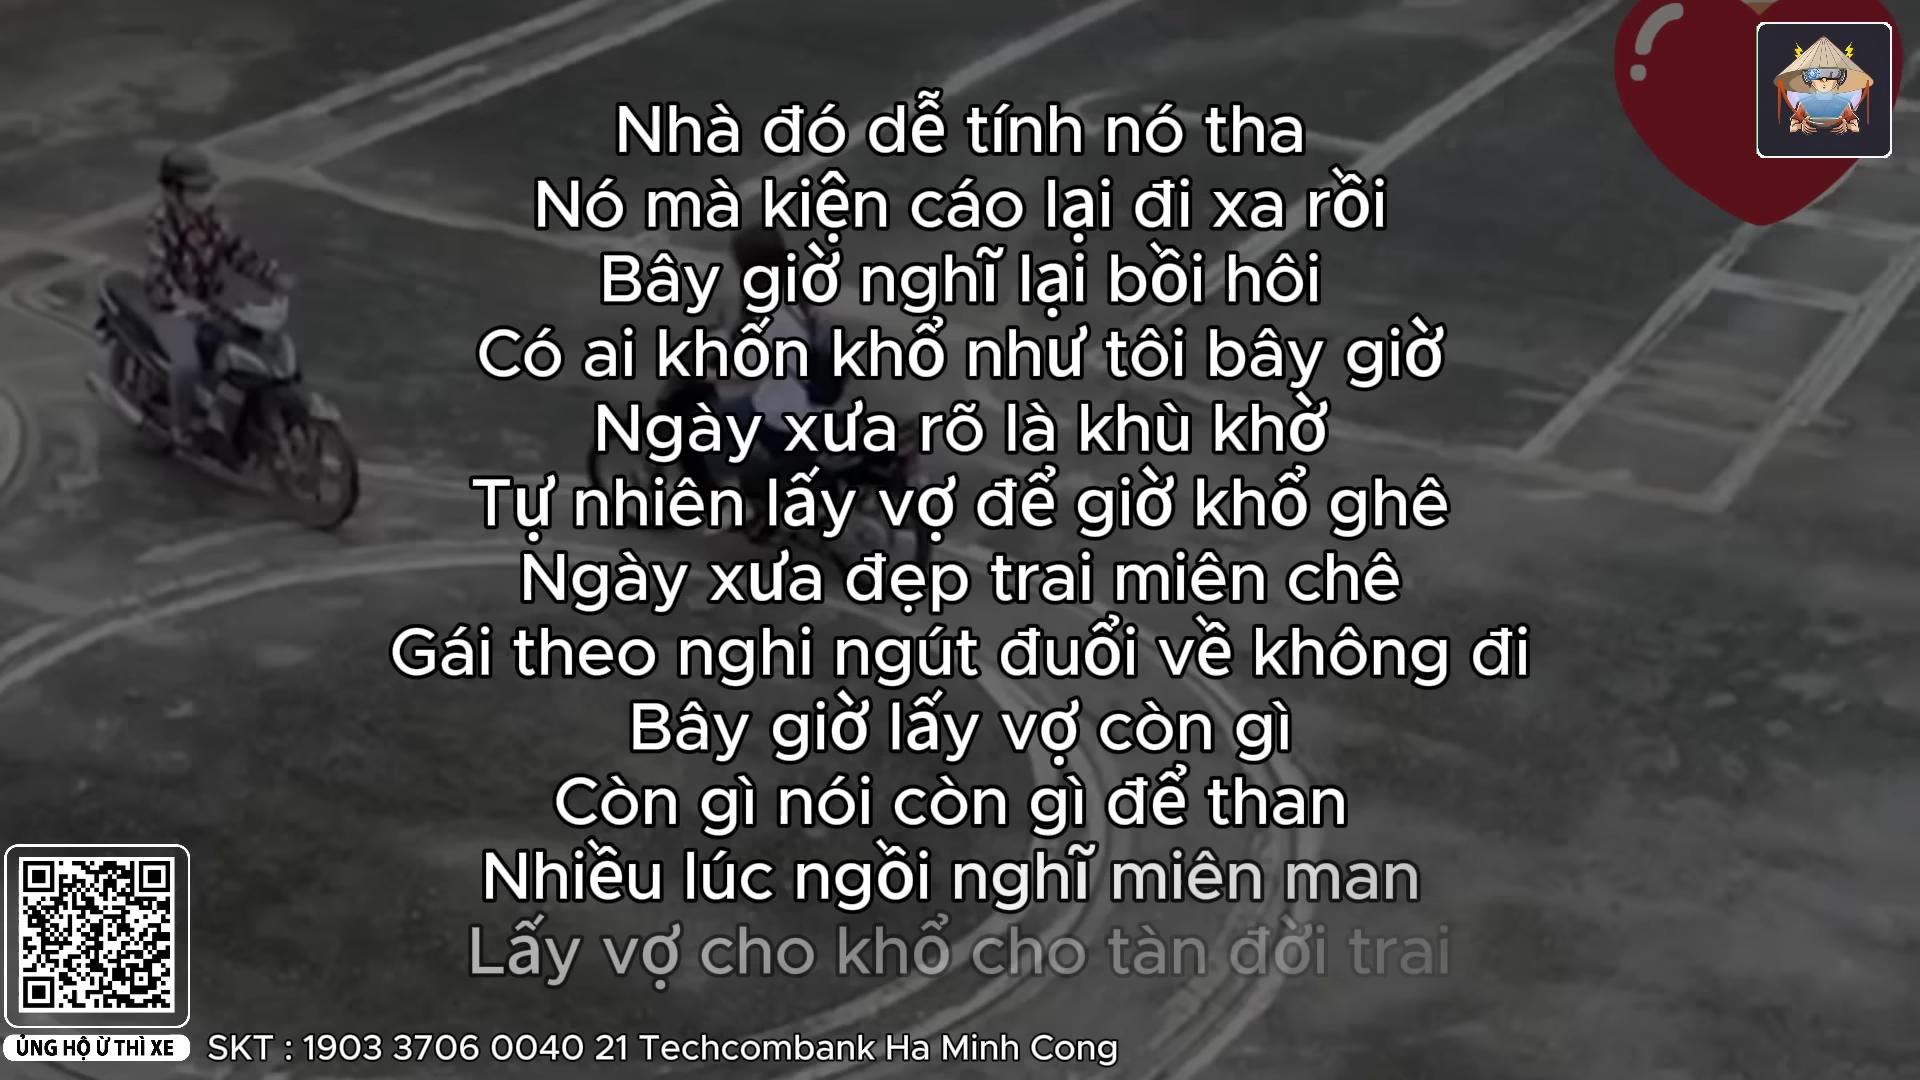 Nhà đó dễ tính nó tha
Nó mà kiện cáo lại đi xa rồi
Bây giờ nghĩ lại bồi hôi
Có ai khốn khổ như tôi bây giờ
Ngày xưa rõ là khù khờ
Tự nhiên lấy vợ để giờ khổ ghê
Ngày xưa đẹp trai miên chê
Gái theo nghi ngút đuổi về không đi
Bây giờ lấy vợ còn gì
Còn gì nói còn gì để than
Nhiều lúc ngồi nghĩ miên man
Lấy vợ cho khổ cho tàn đời trai
ỦNG HỘ Ừ THÌ XE
SKT : 1903 3706 0040 21 Techcombank Ha Minh Cong